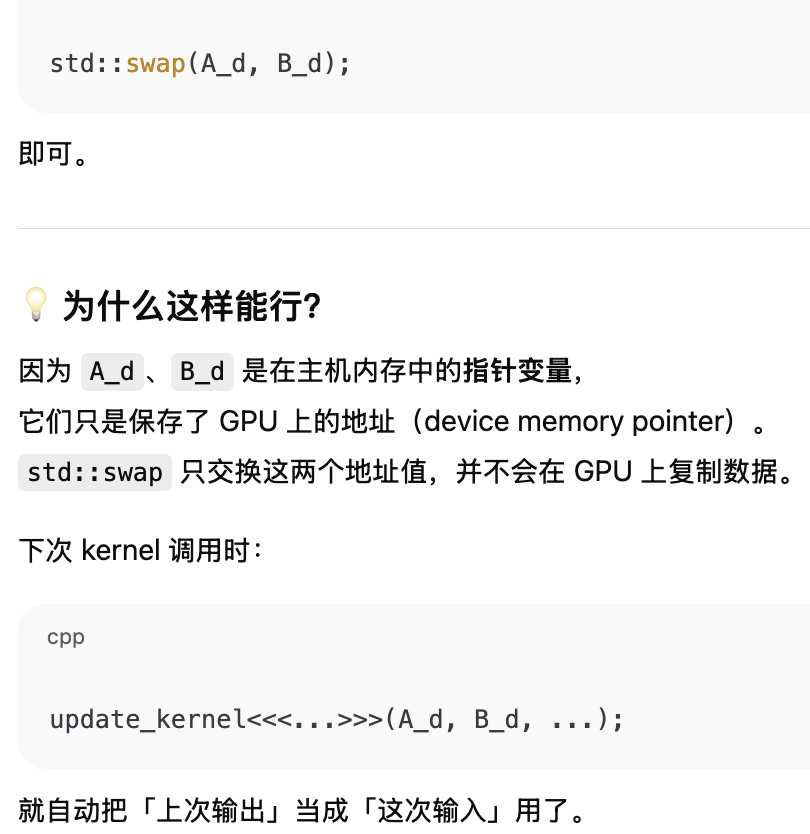 std::swap(A_d, B_d);
即可。
💡 为什么这样能行？
因为 A_d 、 B_d 是在主机内存中的指针变量，
它们只是保存了 GPU 上的地址（device memory pointer）。
std::swap 只交换这两个地址值，并不会在 GPU 上复制数据。
下次 kernel 调用时：
cpp
update_kernel<<<...>>>(A_d, B_d, ...);
就自动把「上次输出」当成「这次输入」用了。